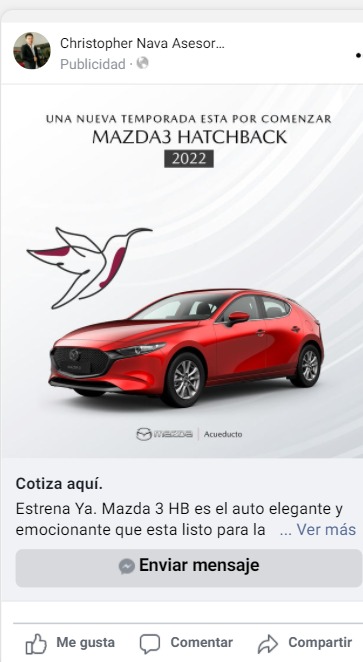 Christopher Nava Asesor...
Publicidad ·
UNA NUEVA TEMPORADA ESTA POR COMENZAR
MAZDA3 HATCHBACK
2022
mazda | Acueducto
Cotiza aquí.
Estrena Ya. Mazda 3 HB es el auto elegante y
emocionante que esta listo para la ... Ver más
Enviar mensaje
Me gusta Comentar Compartir